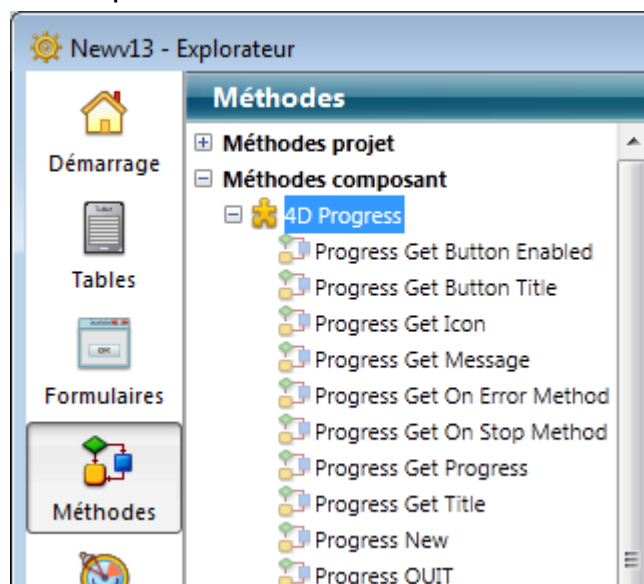 Newv13 - Explorateur
Méthodes
Démarrage
Tables
Formulaires
Méthodes
Méthodes projet
Méthodes composant
4D Progress
Progress Get Button Enabled
Progress Get Button Title
Progress Get Icon
Progress Get Message
Progress Get On Error Method
Progress Get On Stop Method
Progress Get Progress
Progress Get Title
Progress New
Progress QUIT